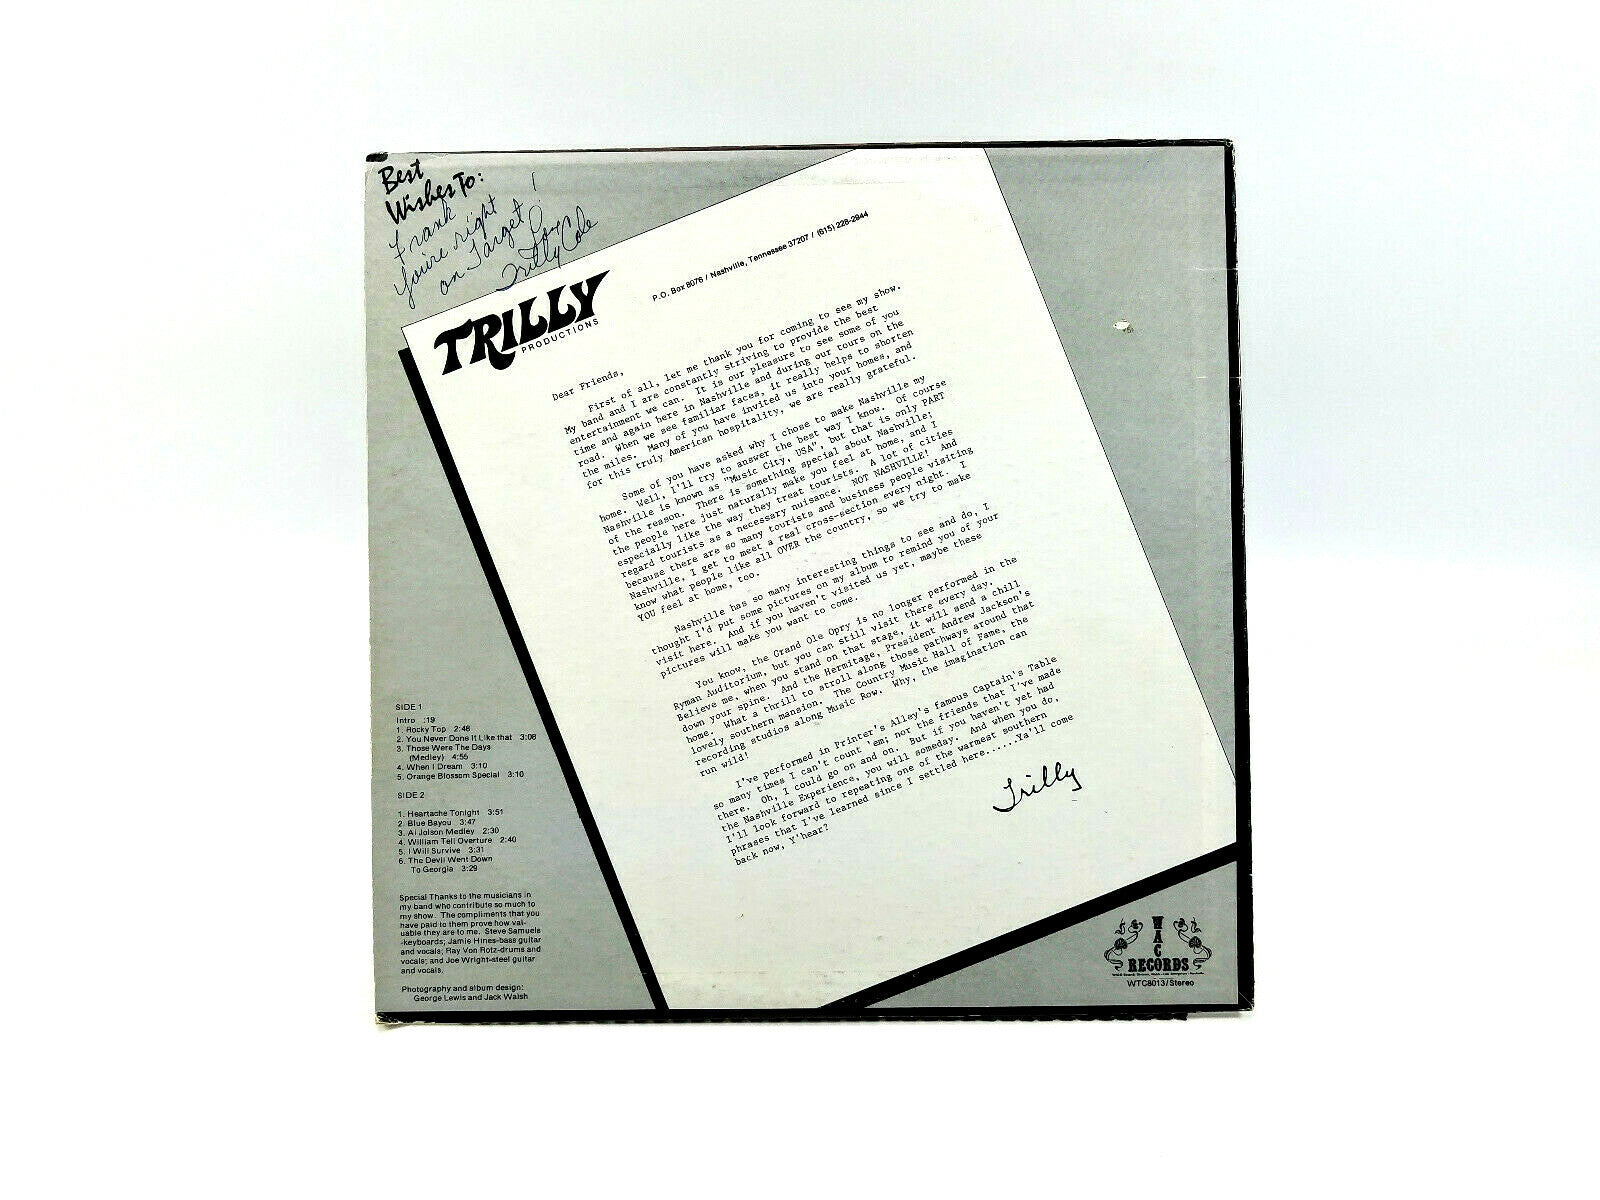 Best
Wishes To:
Frank
You're right
on Target!
Love
Trilly Cole
TRILLY
PRODUCTIONS
P.O. Box 8076 / Nashville, Tennessee 37207 / (615) 228-2944
Dear Friends,
First of all, let me thank you for coming to see my show.
My band and I are constantly striving to provide the best
entertainment we can. It is our pleasure to see some of you
time and again here in Nashville and during our tours on the
road. When we see familiar faces, it really helps to shorten
the miles. Many of you have invited us into your homes, and
for this truly American hospitality, we are really grateful.
Some of you have asked why I chose to make Nashville my
home. Well, I'll try to answer the best way I know. Of course
Nashville is known as "Music City, USA", but that is only PART
of the reason. There is something special about Nashville;
the people here just naturally make you feel at home, and I
especially like the way they treat tourists. A lot of cities
regard tourists as a necessary nuisance. NOT NASHVILLE! And
because there are so many tourists and business people visiting
Nashville, I get to meet a real cross-section every night. I
know what people like all OVER the country, so we try to make
YOU feel at home, too.
Nashville has so many interesting things to see and do, I
thought I'd put some pictures on my album to remind you of your
visit here. And if you haven't visited us yet, maybe these
pictures will make you want to come.
You know, the Grand Ole Opry is no longer performed in the
Ryman Auditorium, but you can still visit there every day.
Believe me, when you stand on that stage, it will send a chill
down your spine. And the Hermitage, President Andrew Jackson's
home. What a thrill to stroll along those pathways around that
lovely southern mansion. The Country Music Hall of Fame, the
recording studios along Music Row. Why, the imagination can
run wild!
I've performed in Printer's Alley's famous Captain's Table
so many times I can't count 'em; nor the friends that I've made
there. Oh, I could go on and on. But if you haven't yet had
the Nashville Experience, you will someday. And when you do,
I'll look forward to repeating one of the warmest southern
phrases that I've learned since I settled here......Ya'll come
back now, Y'hear?
Trilly
SIDE 1
Intro :19
1. Rocky Top 2:48
2. You Never Done It Like that 3:08
3. Those Were The Days
(Medley) 4:55
4. When I Dream 3:10
5. Orange Blossom Special 3:10
SIDE 2
1. Heartache Tonight 3:51
2. Blue Bayou 3:47
3. Al Jolson Medley 2:30
4. William Tell Overture 2:40
5. I Will Survive 3:31
6. The Devil Went Down
To Georgia 3:29
Special Thanks to the musicians in
my band who contribute so much to
my show. The compliments that you
have paid to them prove how val-
uable they are to me. Steve Samuels
-keyboards; Jamie Hines-bass guitar
and vocals; Ray Von Rotz-drums and
vocals; and Joe Wright-steel guitar
and vocals.
Photography and album design:
George Lewis and Jack Walsh
WAC
RECORDS
WTC8013/Stereo